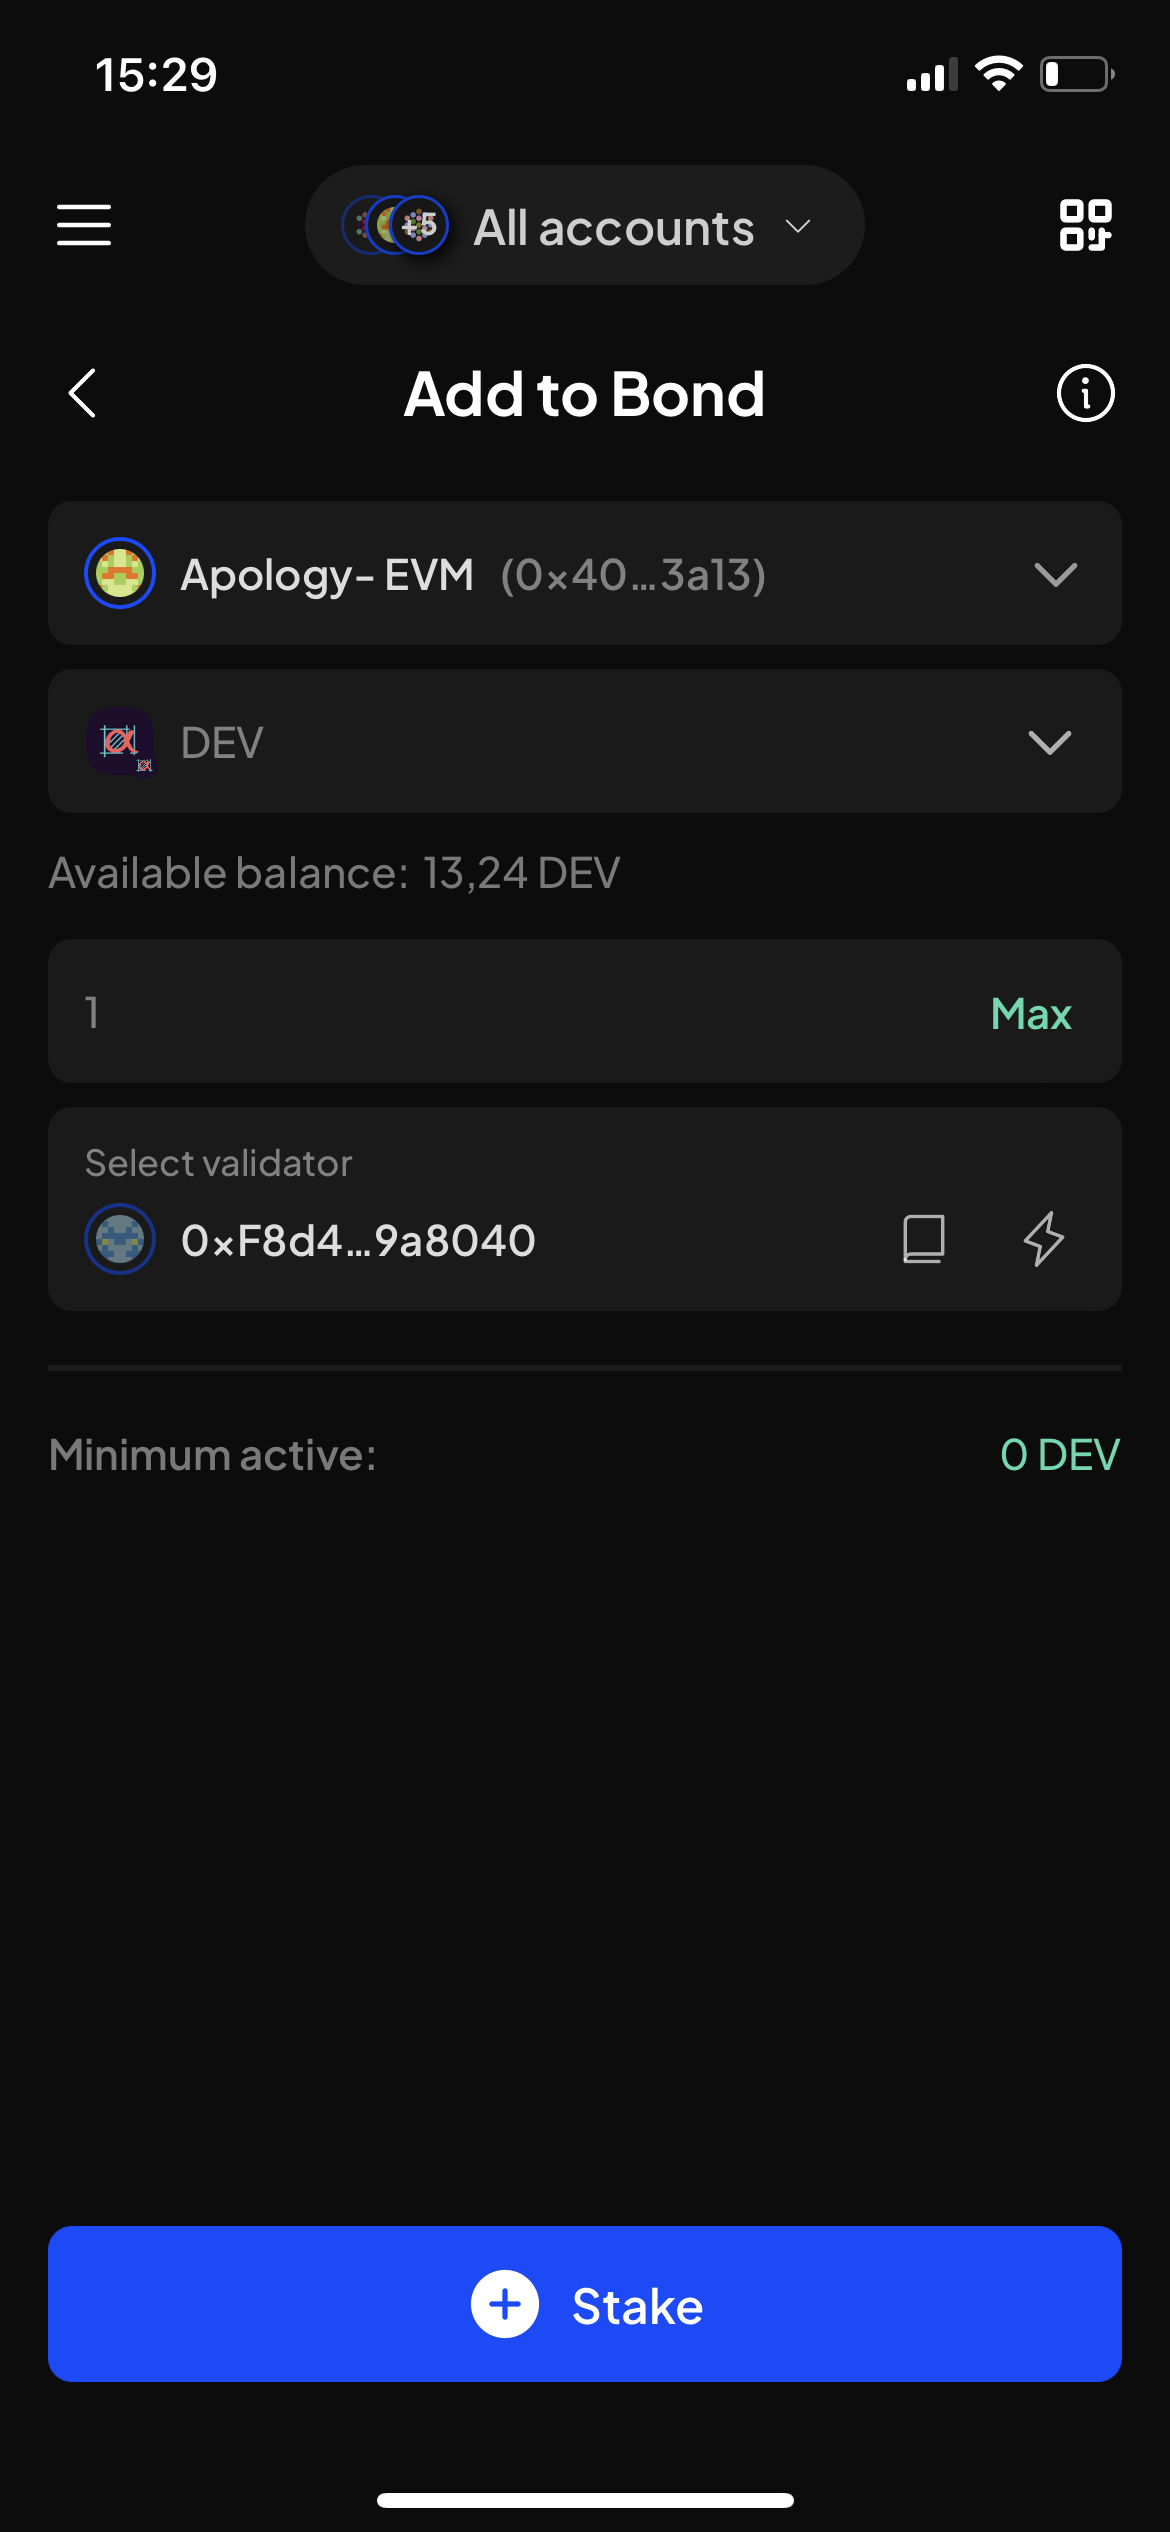 15:29
+5 All accounts
Add to Bond
Apology- EVM (0x40...3a13)
DEV
Available balance: 13,24 DEV
1 Max
Select validator
0xF8d4...9a8040
Minimum active: 0 DEV
Stake